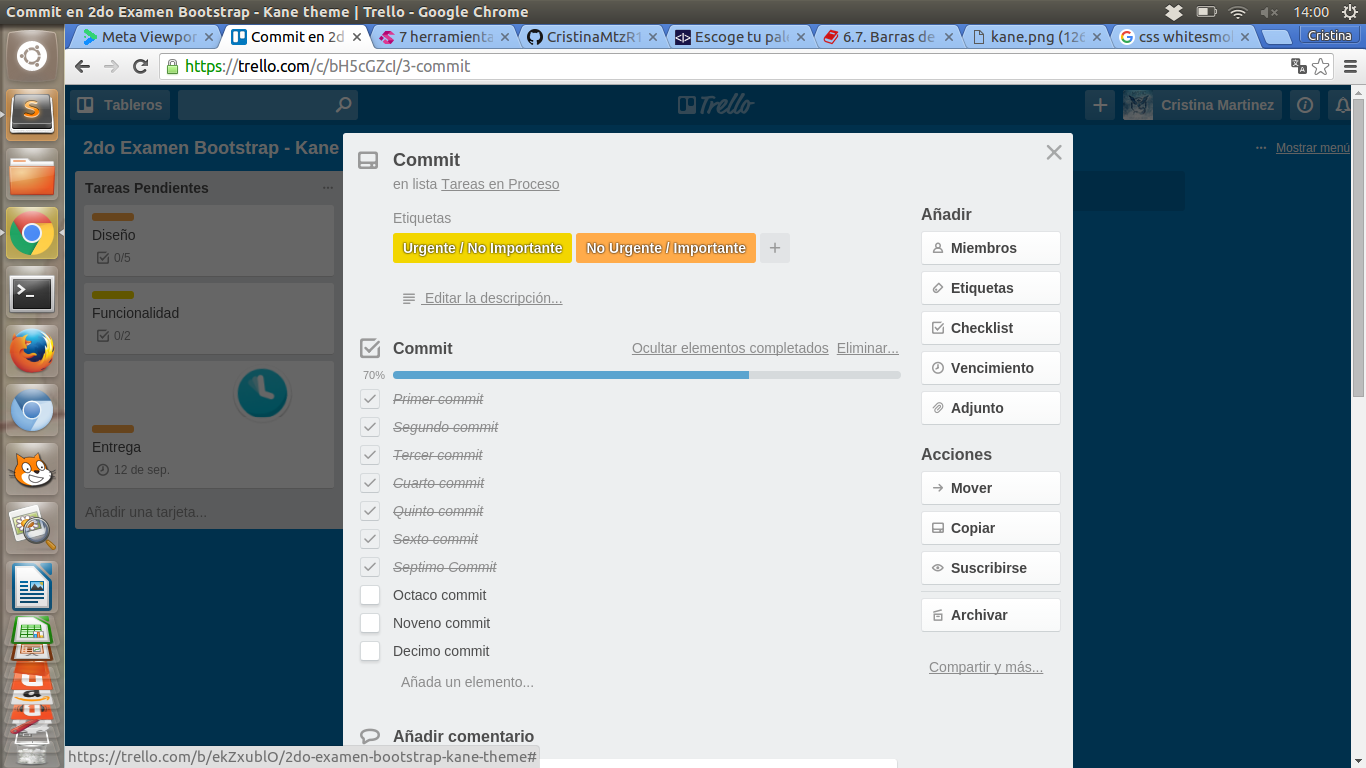 Commit en 2do Examen Bootstrap - Kane theme | Trello - Google Chrome
14:00
Meta Viewpor
Commit en 2d
7 herramienta
CristinaMtzR1
Escoge tu pale
6.7. Barras de
kane.png (126
css whitesmok
Cristina
https://trello.com/c/bH5cGZcI/3-commit
Tableros
Trello
Cristina Martinez
2do Examen Bootstrap - Kane
Mostrar menú
Tareas Pendientes
Diseño
0/5
Funcionalidad
0/2
Entrega
12 de sep.
Añadir una tarjeta...
Commit
en lista Tareas en Proceso
Etiquetas
Urgente / No Importante
No Urgente / Importante
Editar la descripción...
Commit
Ocultar elementos completados
Eliminar...
70%
Primer commit
Segundo commit
Tercer commit
Cuarto commit
Quinto commit
Sexto commit
Septimo Commit
Octaco commit
Noveno commit
Decimo commit
Añada un elemento...
Añadir comentario
Añadir
Miembros
Etiquetas
Checklist
Vencimiento
Adjunto
Acciones
Mover
Copiar
Suscribirse
Archivar
Compartir y más...
https://trello.com/b/ekZxublO/2do-examen-bootstrap-kane-theme#